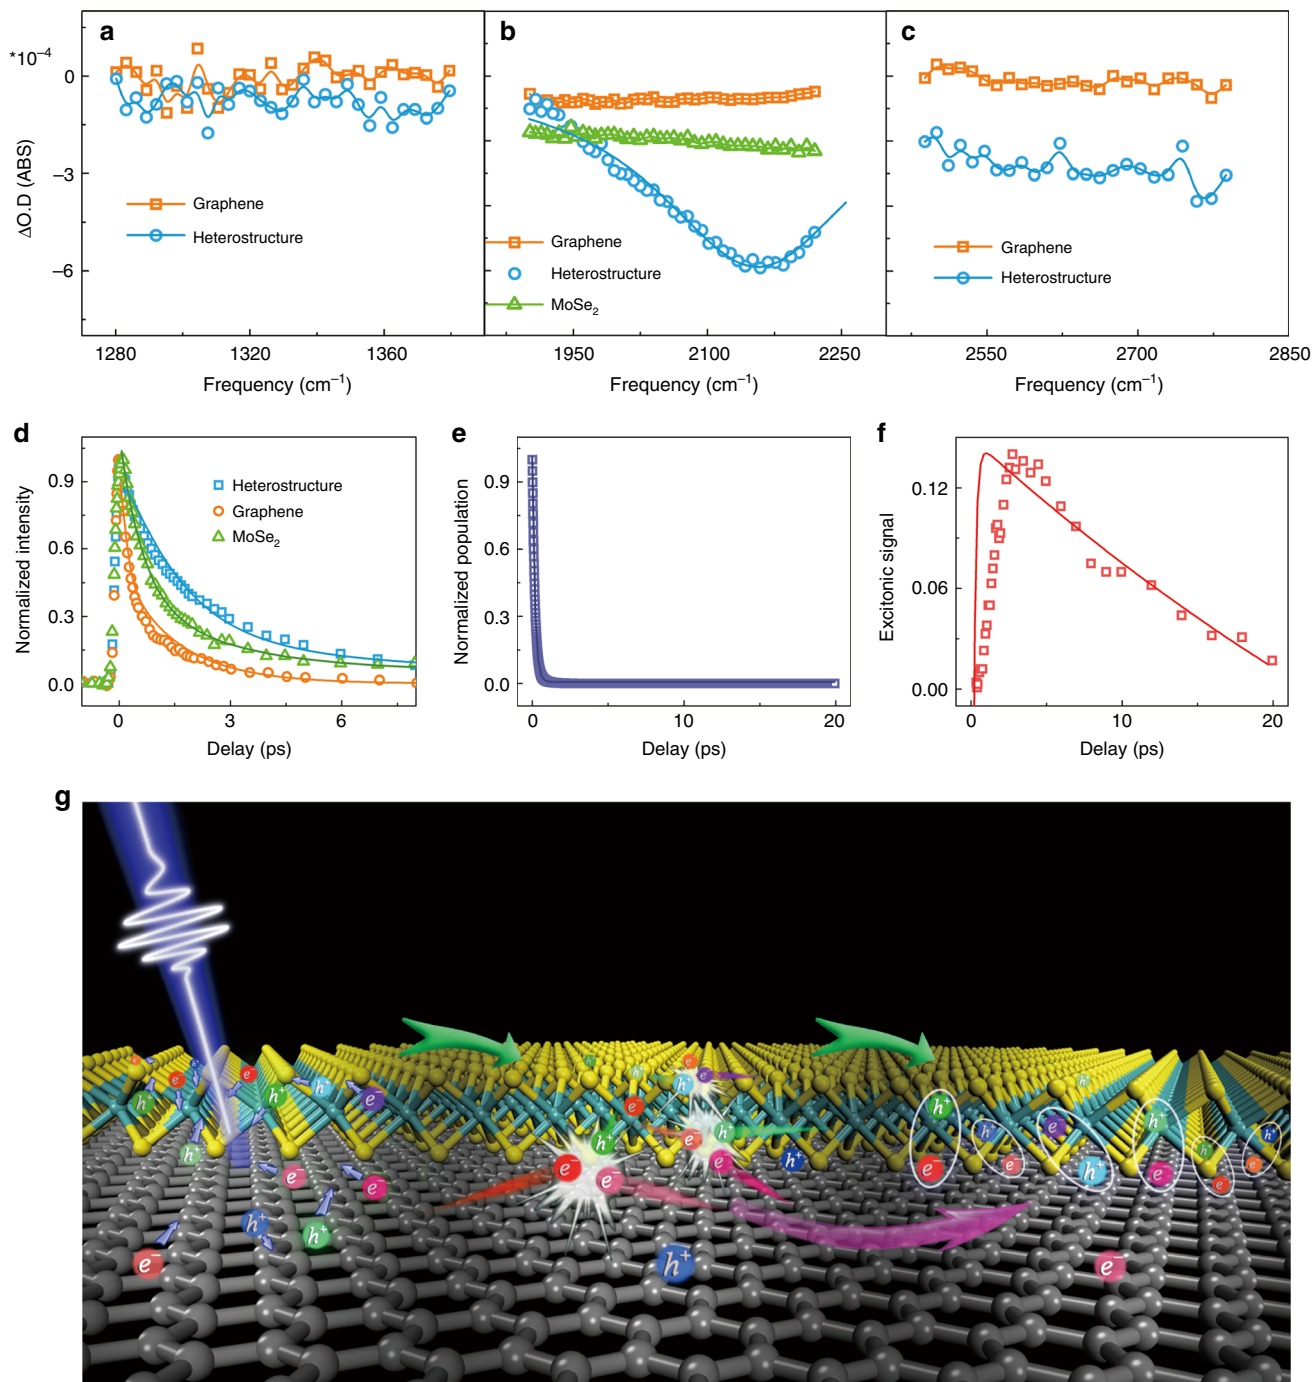 a
b
c
*10⁻⁴
0
−3
−6
ΔO.D (ABS)
Graphene
Heterostructure
Graphene
Heterostructure
MoSe₂
Graphene
Heterostructure
1280
1320
1360
1950
2100
2250
2550
2700
2850
Frequency (cm⁻¹)
Frequency (cm⁻¹)
Frequency (cm⁻¹)
d
e
f
0.9
0.6
0.3
0.0
Normalized intensity
Heterostructure
Graphene
MoSe₂
0
3
6
Delay (ps)
0.9
0.6
0.3
0.0
Normalized population
0
10
20
Delay (ps)
0.12
0.06
0.00
Excitonic signal
0
10
20
Delay (ps)
g
e
h⁺
h⁺
h⁺
e
h⁺
e⁻
e⁻
h⁺
h⁺
e⁻
h⁺
e⁻
e⁻
h⁺
e
h⁺
e
e
h⁺
e
h⁺
h⁺
e⁻
h⁺
e
e
h⁺
h⁺
e
h⁺
e
e⁻